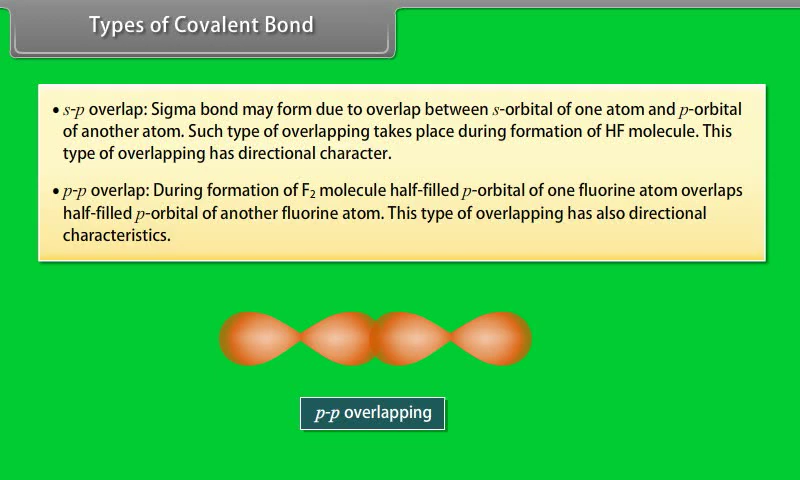 Types of Covalent Bond
• s-p overlap: Sigma bond may form due to overlap between s-orbital of one atom and p-orbital
of another atom. Such type of overlapping takes place during formation of HF molecule. This
type of overlapping has directional character.
• p-p overlap: During formation of F₂ molecule half-filled p-orbital of one fluorine atom overlaps
half-filled p-orbital of another fluorine atom. This type of overlapping has also directional
characteristics.
p-p overlapping